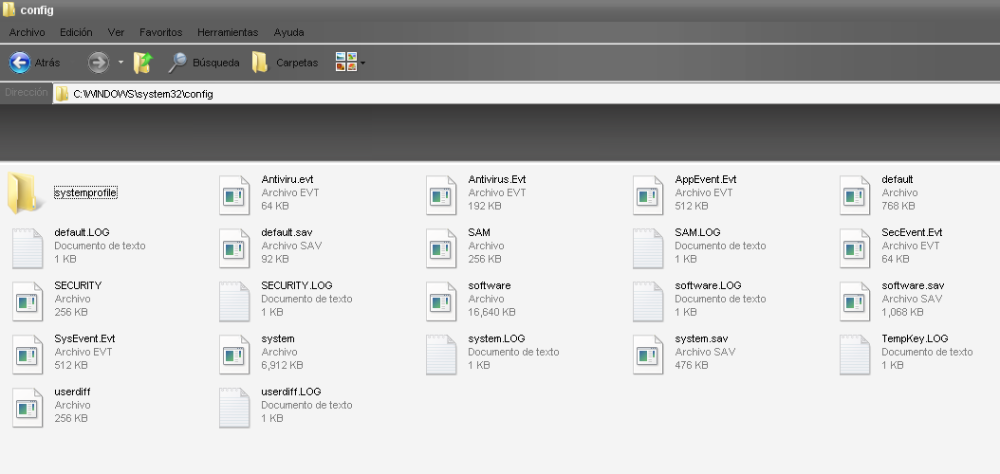 config
Archivo Edición Ver Favoritos Herramientas Ayuda
Atrás Búsqueda Carpetas
Dirección C:\WINDOWS\system32\config
systemprofile
Antiviru.evt
Archivo EVT
64 KB
Antivirus.Evt
Archivo EVT
192 KB
AppEvent.Evt
Archivo EVT
512 KB
default
Archivo
768 KB
default.LOG
Documento de texto
1 KB
default.sav
Archivo SAV
92 KB
SAM
Archivo
256 KB
SAM.LOG
Documento de texto
1 KB
SecEvent.Evt
Archivo EVT
64 KB
SECURITY
Archivo
256 KB
SECURITY.LOG
Documento de texto
1 KB
software
Archivo
16,640 KB
software.LOG
Documento de texto
1 KB
software.sav
Archivo SAV
1,068 KB
SysEvent.Evt
Archivo EVT
512 KB
system
Archivo
6,912 KB
system.LOG
Documento de texto
1 KB
system.sav
Archivo SAV
476 KB
TempKey.LOG
Documento de texto
1 KB
userdiff
Archivo
256 KB
userdiff.LOG
Documento de texto
1 KB